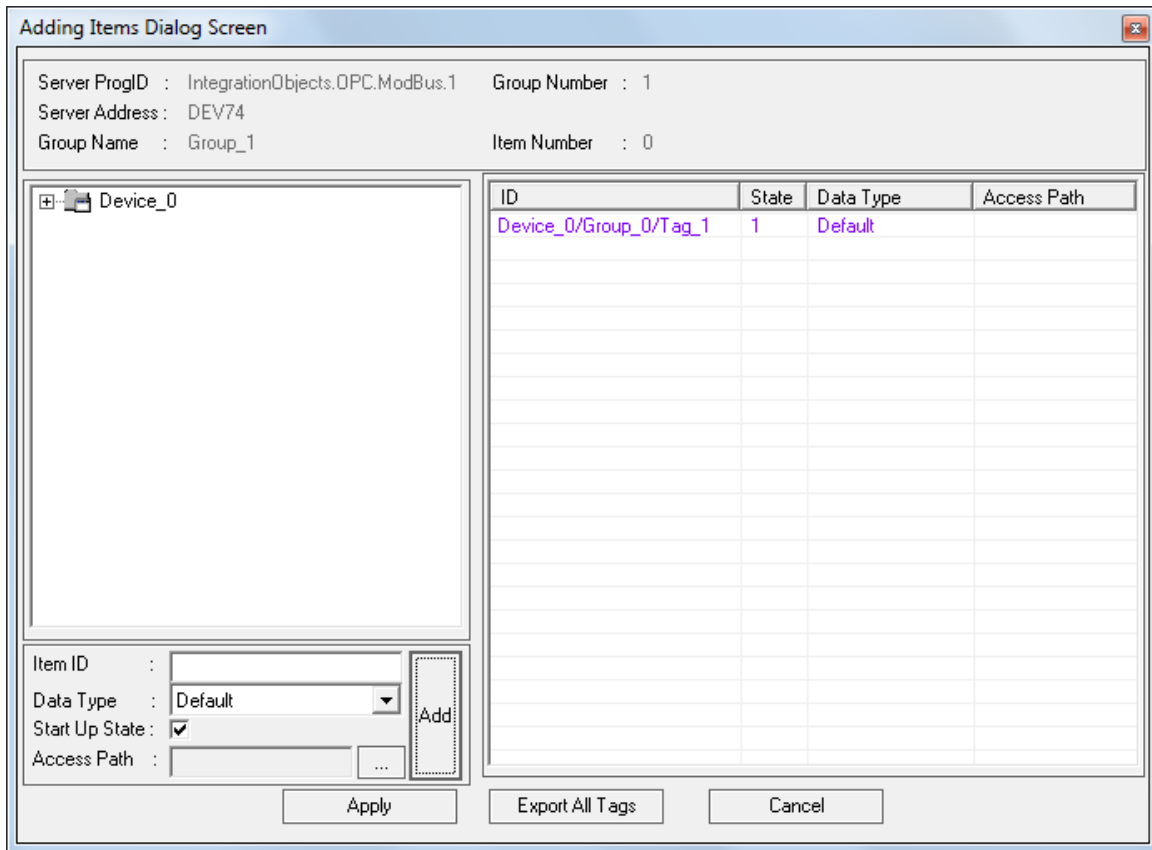 Adding Items Dialog Screen
Server ProgID : IntegrationObjects.OPC.ModBus.1 Group Number : 1
Server Address : DEV74
Group Name : Group_1 Item Number : 0
Device_0
ID State Data Type Access Path
Device_0/Group_0/Tag_1 1 Default
Item ID :
Data Type : Default
Start Up State :
Access Path : ...
Add
Apply Export All Tags Cancel